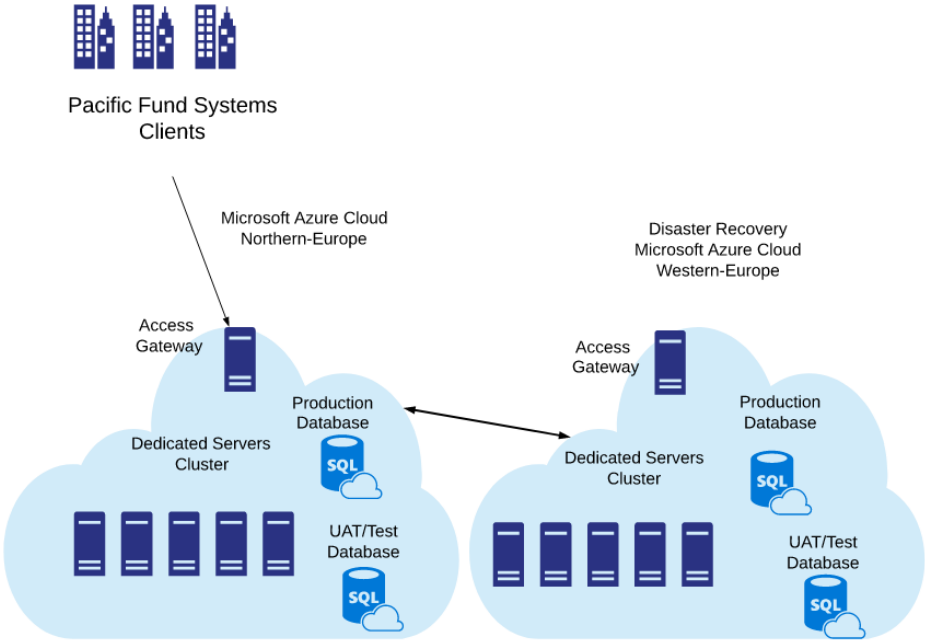 Pacific Fund Systems
Clients
Microsoft Azure Cloud
Northern-Europe
Disaster Recovery
Microsoft Azure Cloud
Western-Europe
Access
Gateway
Production
Database
SQL
Dedicated Servers
Cluster
UAT/Test
Database
SQL
Access
Gateway
Production
Database
SQL
Dedicated Servers
Cluster
UAT/Test
Database
SQL